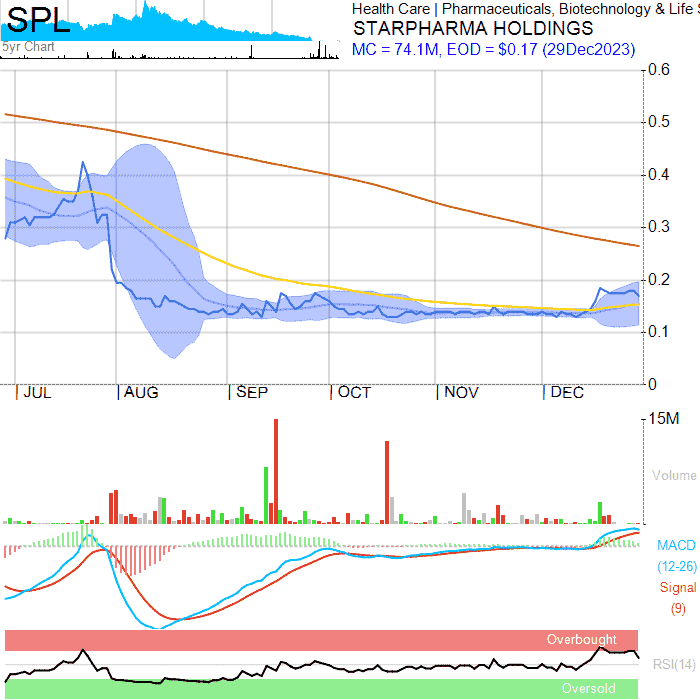 SPL
5yr Chart
Health Care | Pharmaceuticals, Biotechnology & Life S
STARPHARMA HOLDINGS
MC = 74.1M, EOD = $0.17 (29Dec2023)
0.6
0.5
0.4
0.3
0.2
0.1
0
JUL
AUG
SEP
OCT
NOV
DEC
15M
Volume
MACD
(12-26)
Signal
(9)
Overbought
RSI(14)
Oversold